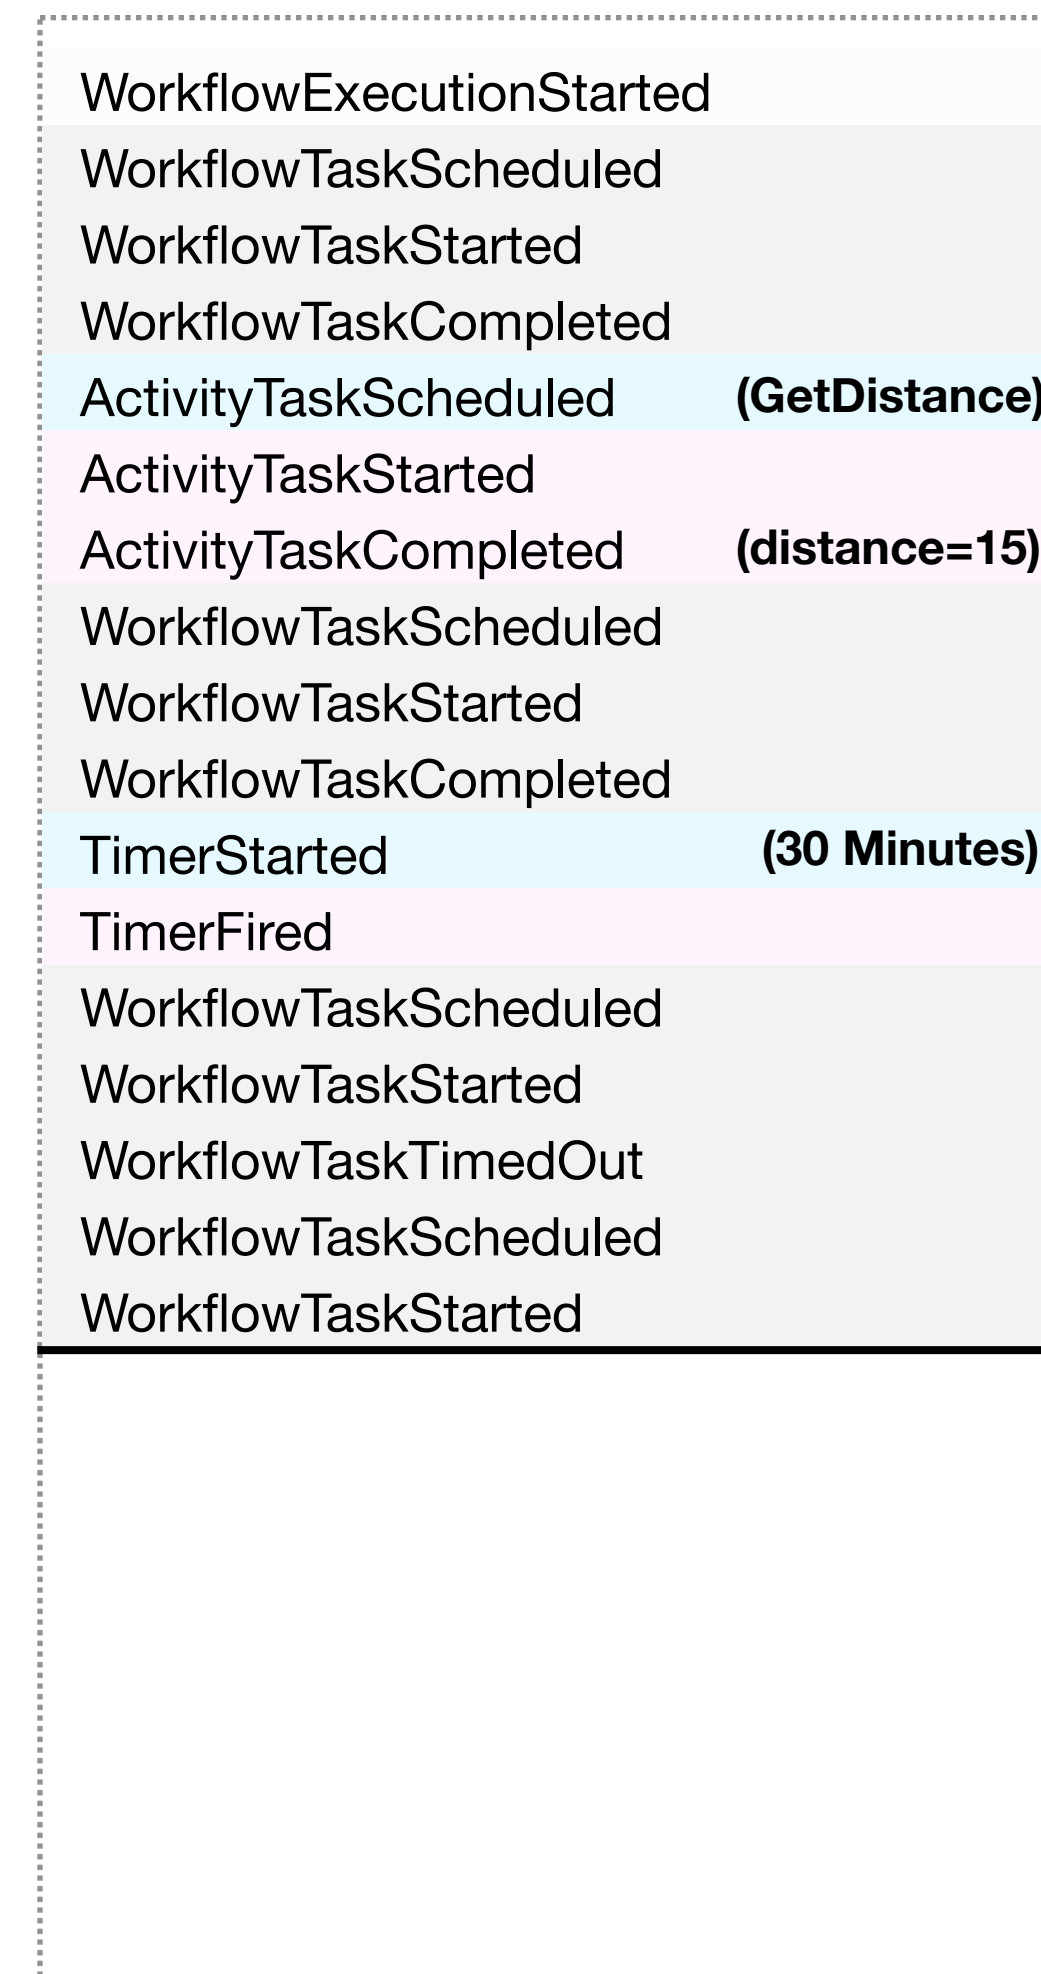 WorkflowExecutionStarted
WorkflowTaskScheduled
WorkflowTaskStarted
WorkflowTaskCompleted
ActivityTaskScheduled (GetDistance)
ActivityTaskStarted
ActivityTaskCompleted (distance=15)
WorkflowTaskScheduled
WorkflowTaskStarted
WorkflowTaskCompleted
TimerStarted (30 Minutes)
TimerFired
WorkflowTaskScheduled
WorkflowTaskStarted
WorkflowTaskTimedOut
WorkflowTaskScheduled
WorkflowTaskStarted